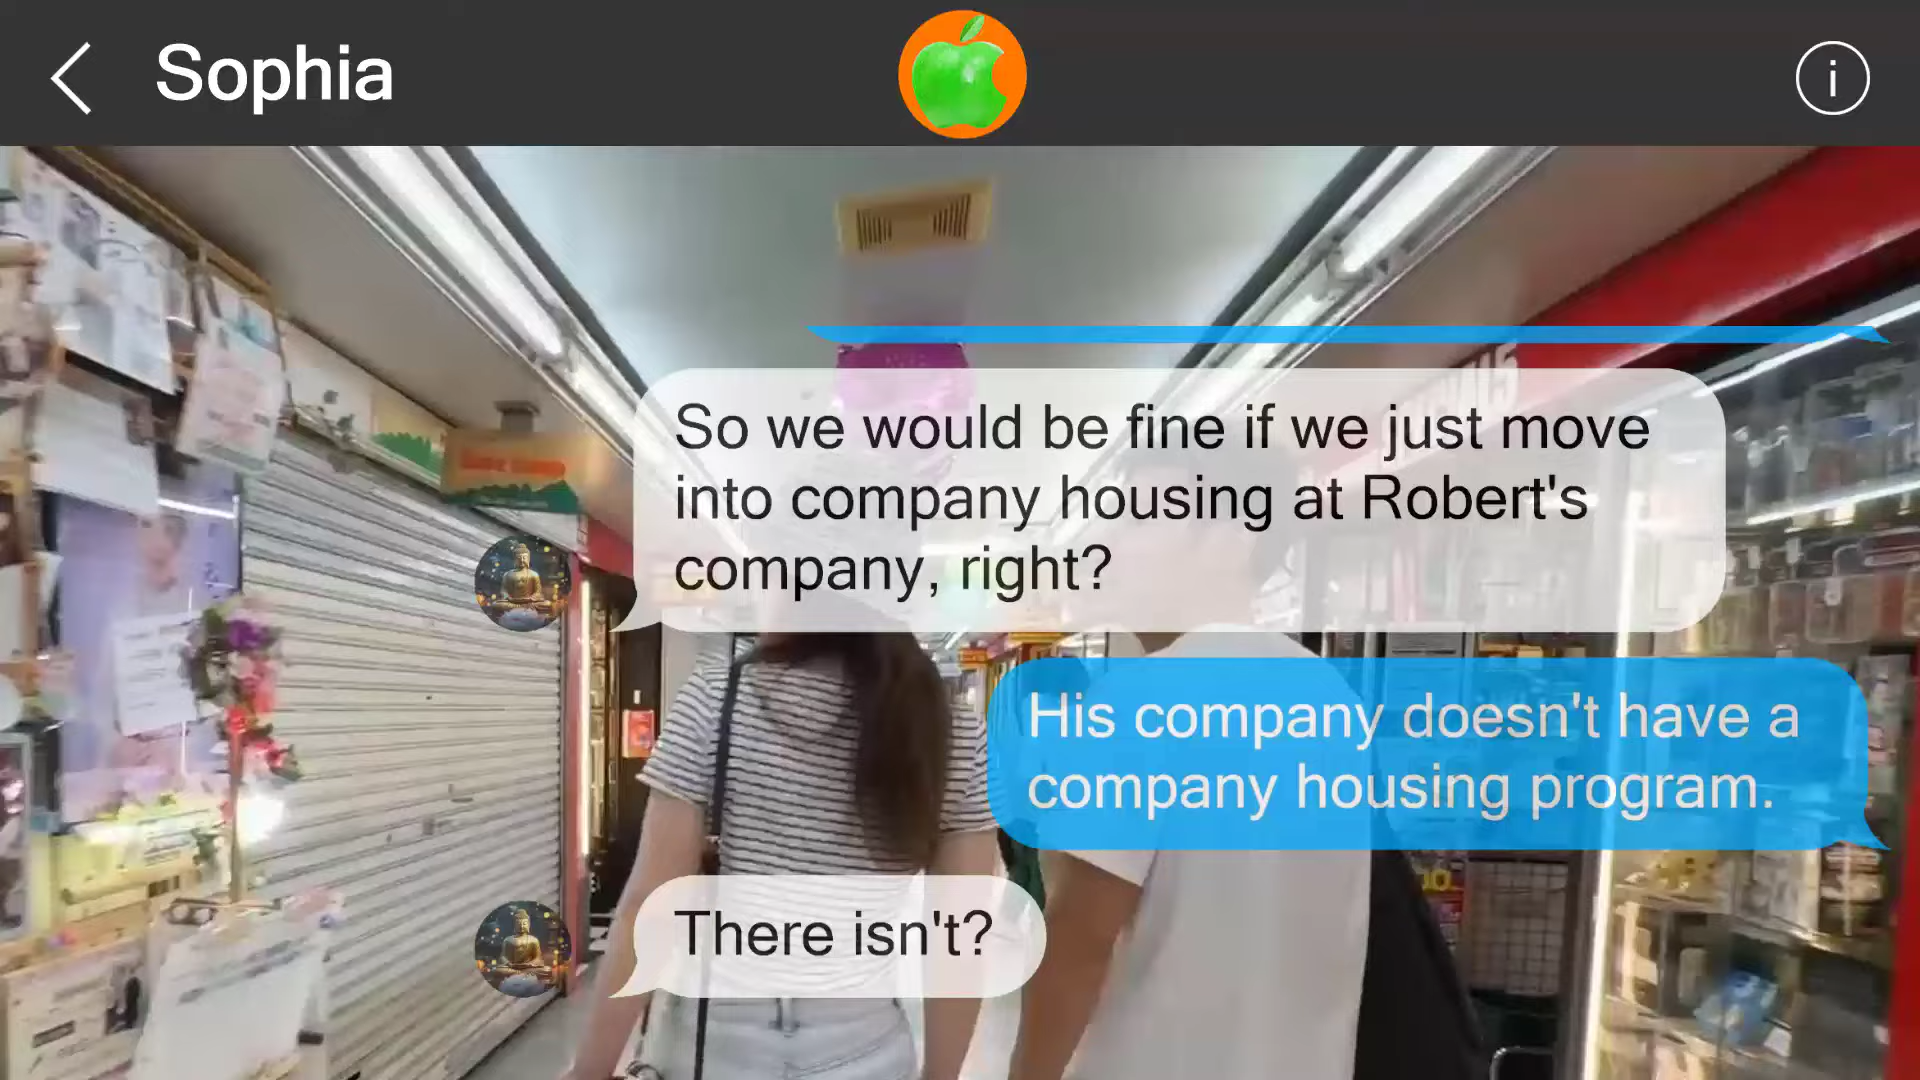 Sophia
So we would be fine if we just move
into company housing at Robert's
company, right?
His company doesn't have a
company housing program.
There isn't?